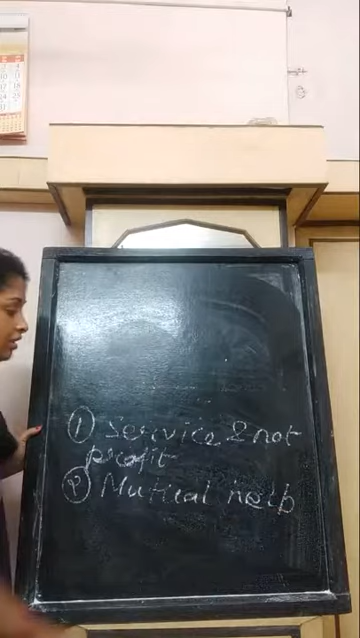 ① Service & not
profit
② Mutual help